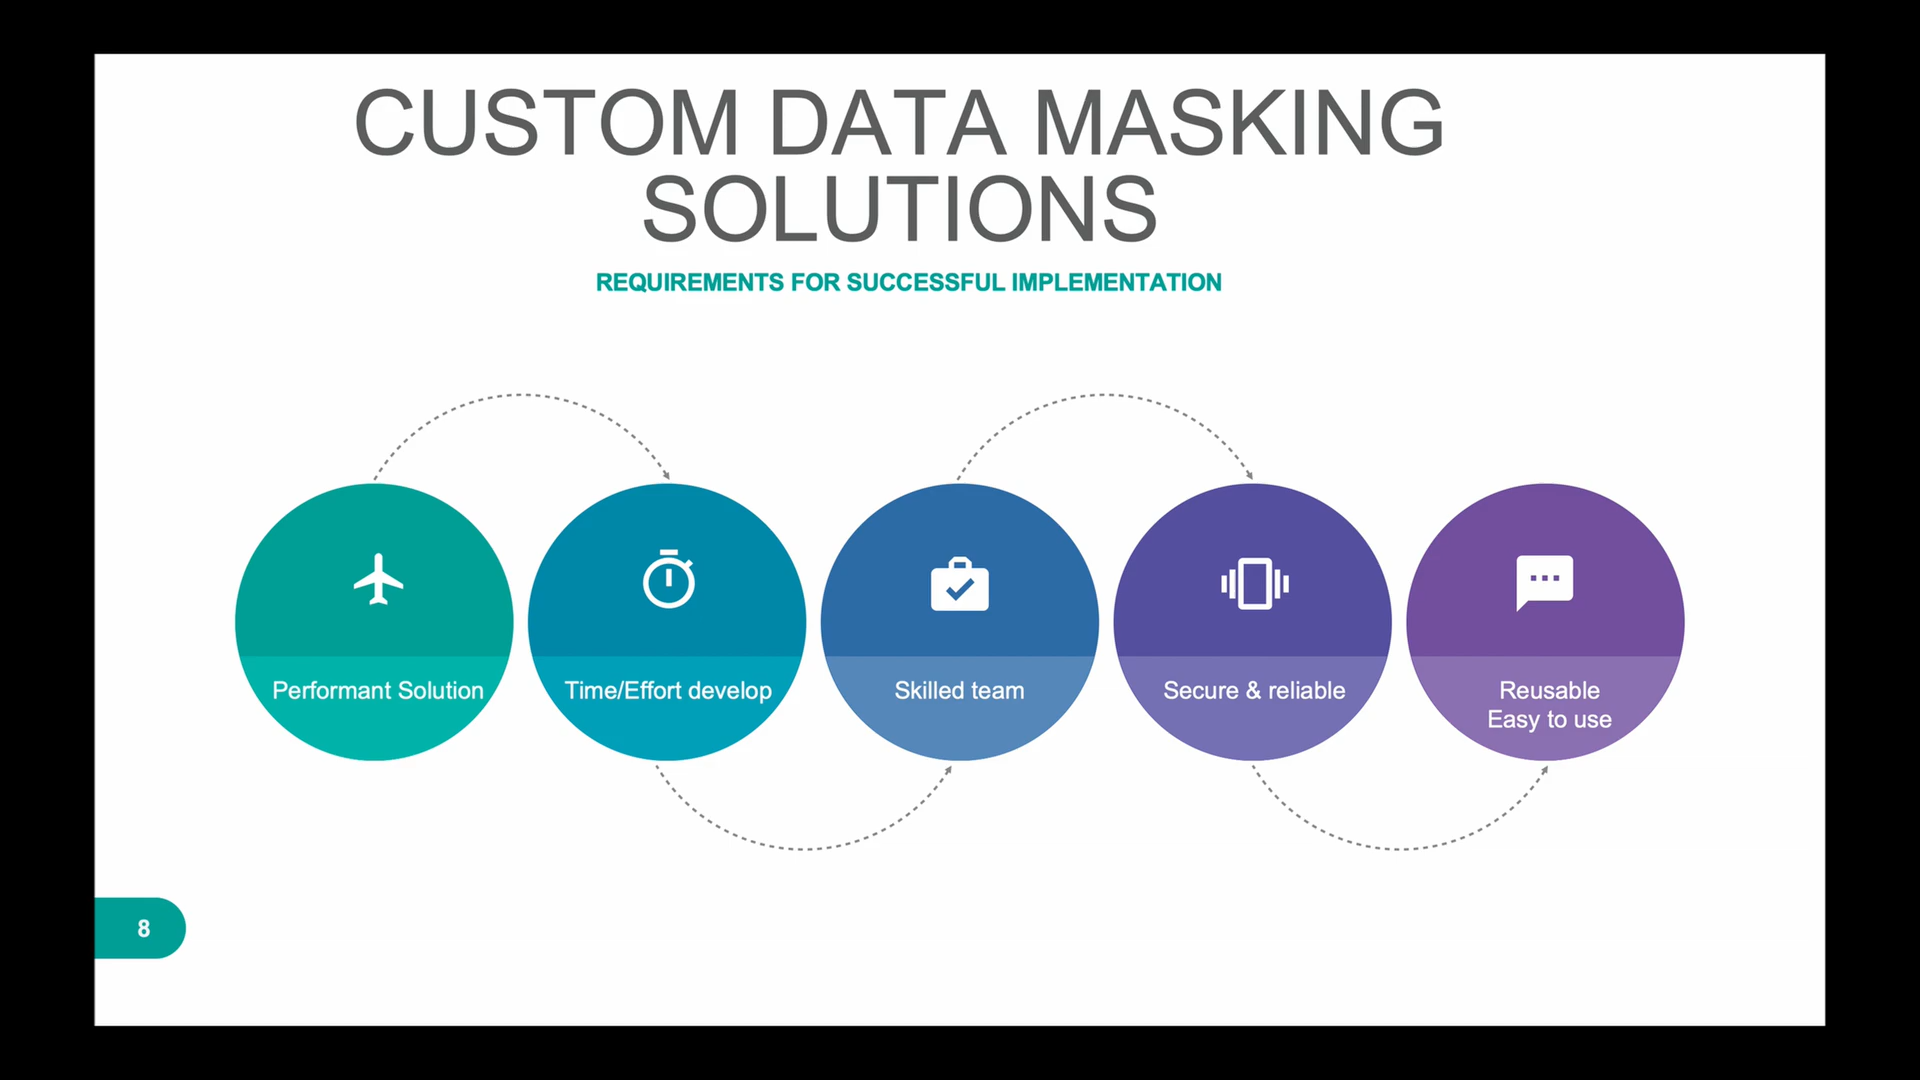 CUSTOM DATA MASKING
SOLUTIONS
REQUIREMENTS FOR SUCCESSFUL IMPLEMENTATION
Performant Solution
Time/Effort develop
Skilled team
Secure & reliable
Reusable
Easy to use
8